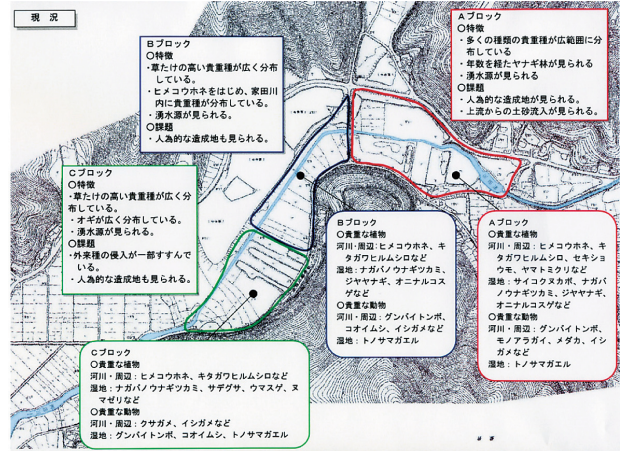 現 況
Aブロック
○特徴
・多くの種類の貴重種が広範囲に分
布している
・年数を経たヤナギ林が見られる
・湧水源が見られる
○課題
・人為的な造成地が見られる。
・上流からの土砂流入が見られる。
Bブロック
○特徴
・草たけの高い貴重種が広く分布
している。
・ヒメコウホネをはじめ、家田川
内に貴重種が分布している。
・湧水源が見られる。
○課題
・人為的な造成地も見られる。
Cブロック
○特徴
・草たけの高い貴重種が広く分
布している。
・オギが広く分布している。
・湧水源が見られる。
○課題
・外来種の侵入が一部すすんで
いる。
・人為的な造成地も見られる。
Bブロック
○貴重な植物
河川・周辺：ヒメコウホネ、キ
タガワヒルムシロなど
湿地：ナガバノウナギツカミ、
ジヤヤナギ、オニナルコス
ゲなど
○貴重な動物
河川・周辺：グンバイトンボ、
コオイムシ、イシガメなど
湿地：トノサマガエル
Aブロック
○貴重な植物
河川・周辺：ヒメコウホネ、キ
タガワヒルムシロ、セキショ
ウモ、ヤマトミクリなど
湿地：サイコクヌカボ、ナガバ
ノウナギツカミ、ジヤヤナギ、
オニナルコスゲなど
○貴重な動物
河川・周辺：グンバイトンボ、
モノアラガイ、メダカ、イシ
ガメなど
湿地：トノサマガエル
Cブロック
○貴重な植物
河川・周辺：ヒメコウホネ、キタガワヒルムシロなど
湿地：ナガバノウナギツカミ、サデグサ、ウマスゲ、ヌ
マゼリなど
○貴重な動物
河川・周辺：クサガメ、イシガメなど
湿地：グンバイトンボ、コオイムシ、トノサマガエル